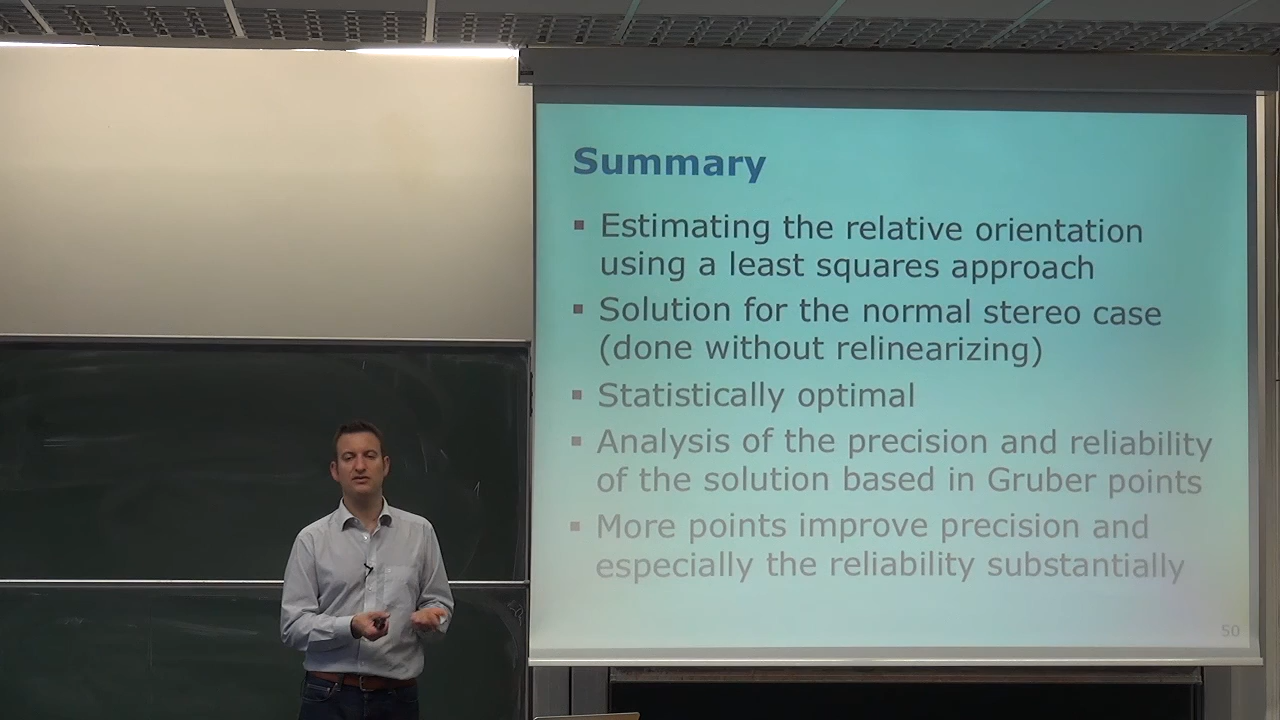 Summary
▪ Estimating the relative orientation
using a least squares approach
▪ Solution for the normal stereo case
(done without relinearizing)
▪ Statistically optimal
▪ Analysis of the precision and reliability
of the solution based in Gruber points
▪ More points improve precision and
especially the reliability substantially
50